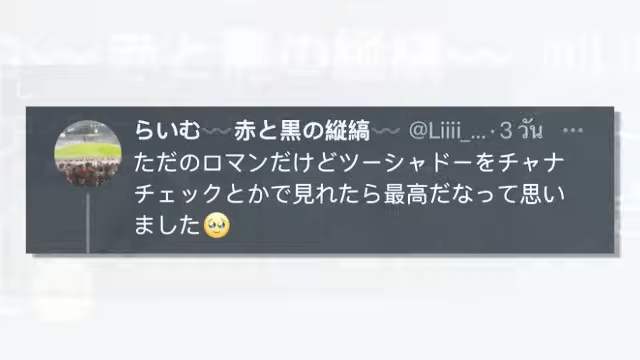 らいむ〰赤と黒の縦縞〰 @Liiii_... · 3 วัน
ただのロマンだけどツーシャドーをチャナ
チェックとかで見れたら最高だなって思い
ました🥹